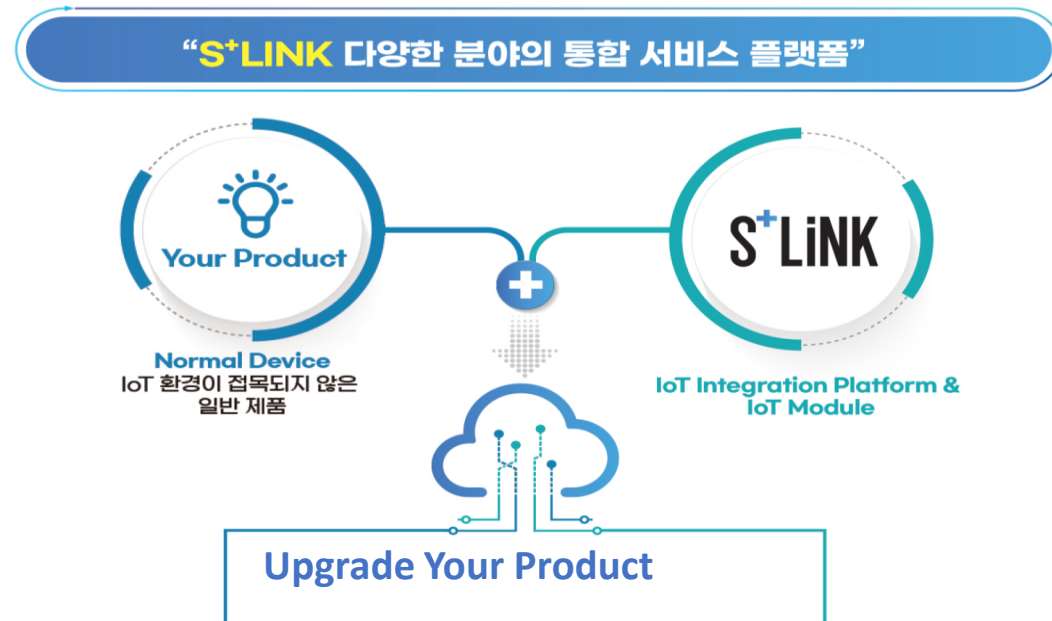 “S⁺LINK 다양한 분야의 통합 서비스 플랫폼”
Your Product
S⁺LiNK
Normal Device
IoT 환경이 접목되지 않은
일반 제품
IoT Integration Platform &
IoT Module
Upgrade Your Product